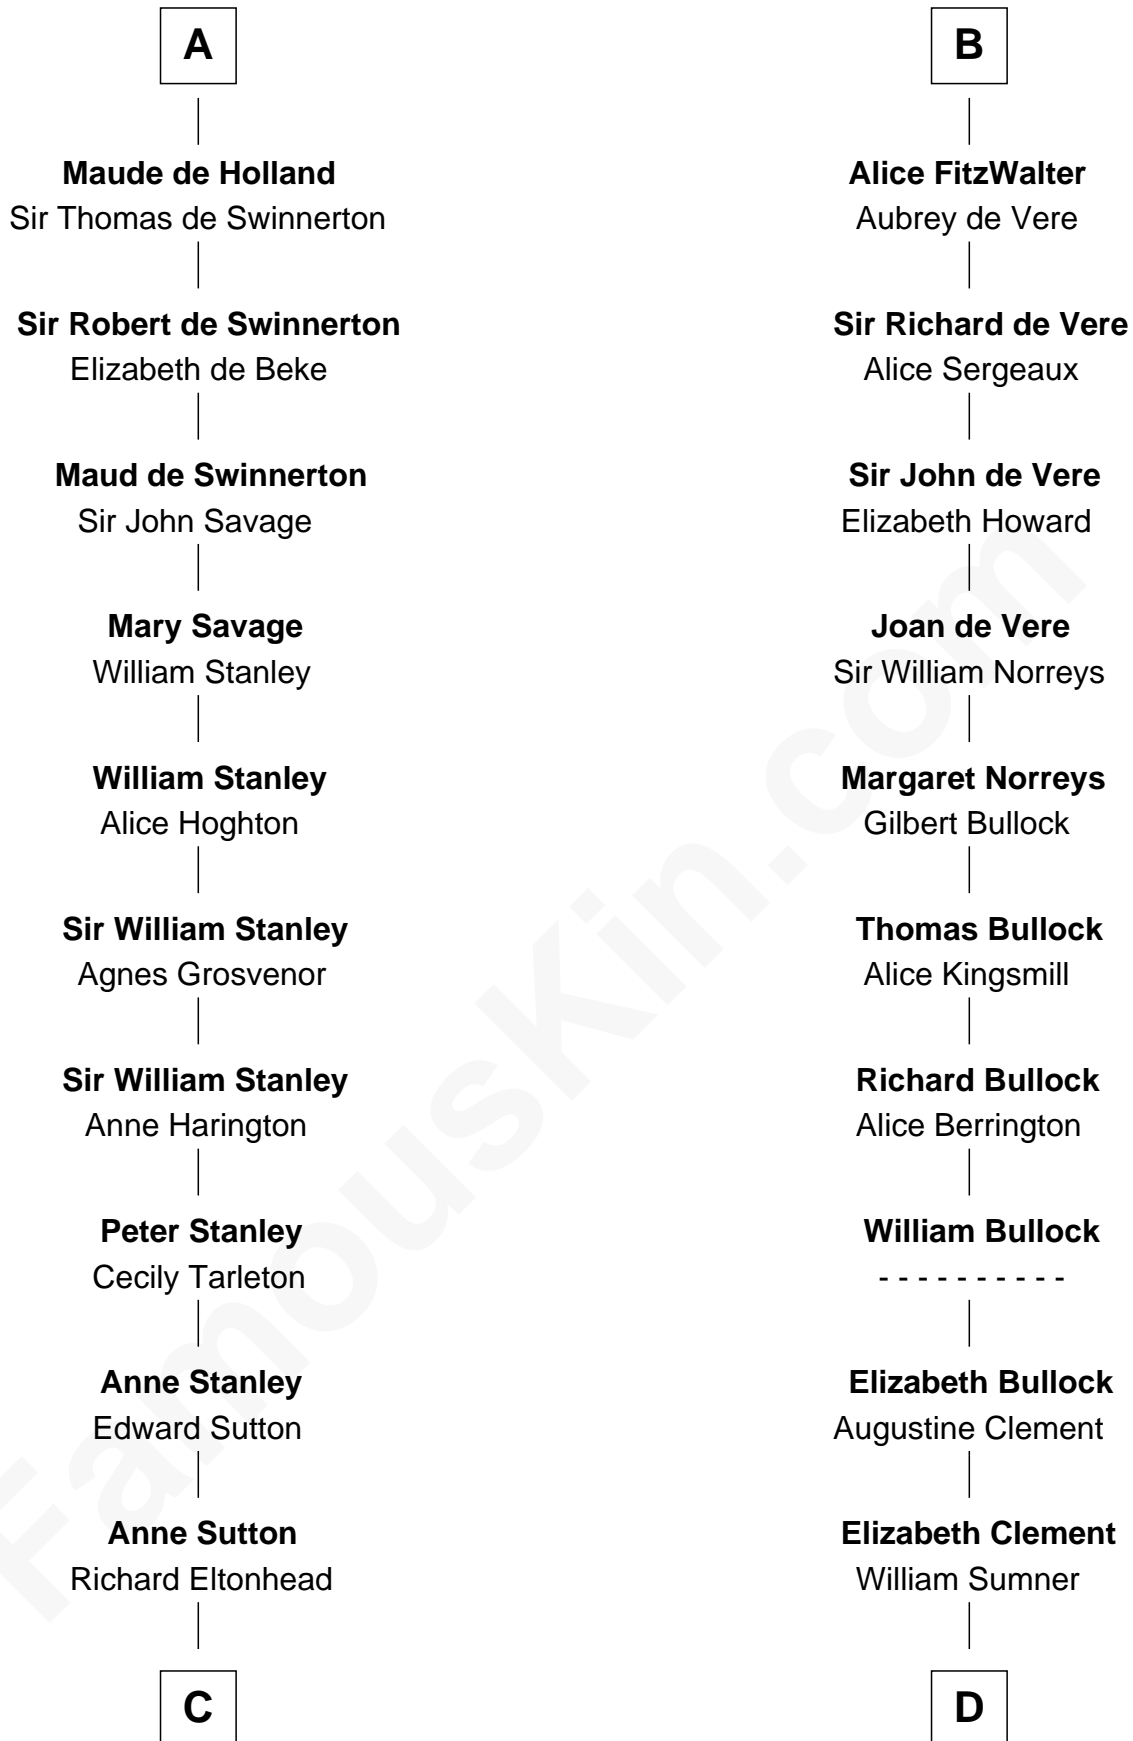 A
Maude de Holland
Sir Thomas de Swinnerton
Sir Robert de Swinnerton
Elizabeth de Beke
Maud de Swinnerton
Sir John Savage
Mary Savage
William Stanley
William Stanley
Alice Hoghton
Sir William Stanley
Agnes Grosvenor
Sir William Stanley
Anne Harington
Peter Stanley
Cecily Tarleton
Anne Stanley
Edward Sutton
Anne Sutton
Richard Eltonhead
C
B
Alice FitzWalter
Aubrey de Vere
Sir Richard de Vere
Alice Sergeaux
Sir John de Vere
Elizabeth Howard
Joan de Vere
Sir William Norreys
Margaret Norreys
Gilbert Bullock
Thomas Bullock
Alice Kingsmill
Richard Bullock
Alice Berrington
William Bullock
- - - - - - - - - -
Elizabeth Bullock
Augustine Clement
Elizabeth Clement
William Sumner
D
FamousKin.com